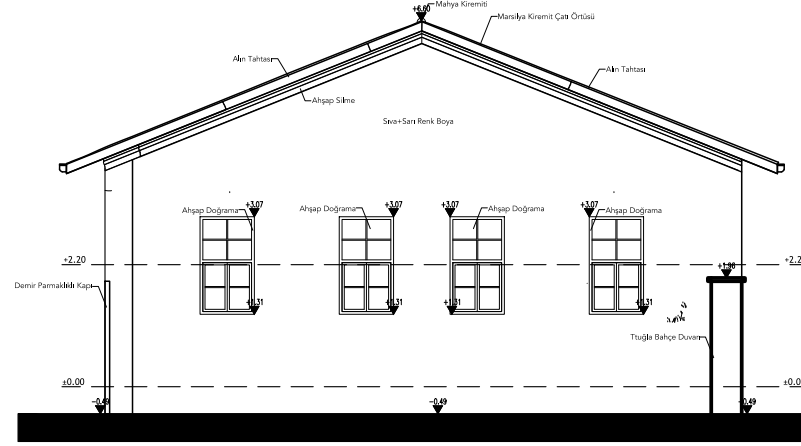 Mahya Kiremiti
+6.60
Marsilya Kiremit Çatı Örtüsü
Alın Tahtası
Alın Tahtası
Ahşap Silme
Sıva+Sarı Renk Boya
Ahşap Doğrama
+3.07
Ahşap Doğrama
+3.07
+3.07
Ahşap Doğrama
+3.07
Ahşap Doğrama
+2.20
+2.2
+1.96
Demir Parmaklıklı Kapı
+1.31
+1.31
+1.31
+1.31
Ttuğla Bahçe Duvarı
±0.00
±0.0
-0.49
-0.49
-0.49